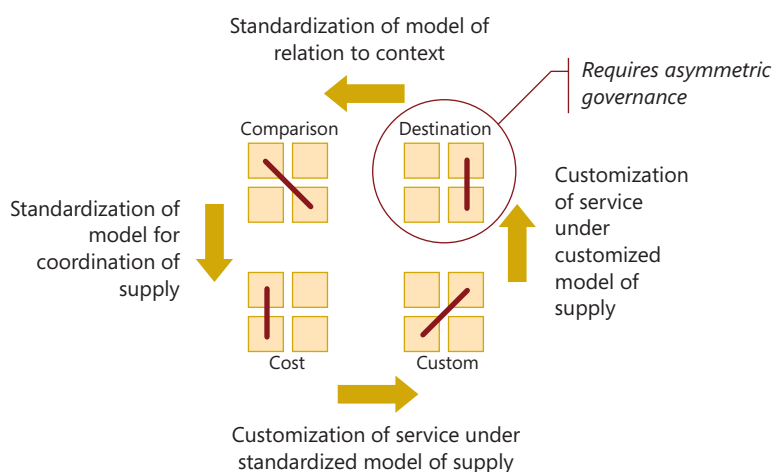 Standardization of model of
relation to context
Requires asymmetric
governance
Comparison
Destination
Standardization of
model for
coordination of
supply
Customization
of service
under
customized
model of
supply
Cost
Custom
Customization of service under
standardized model of supply